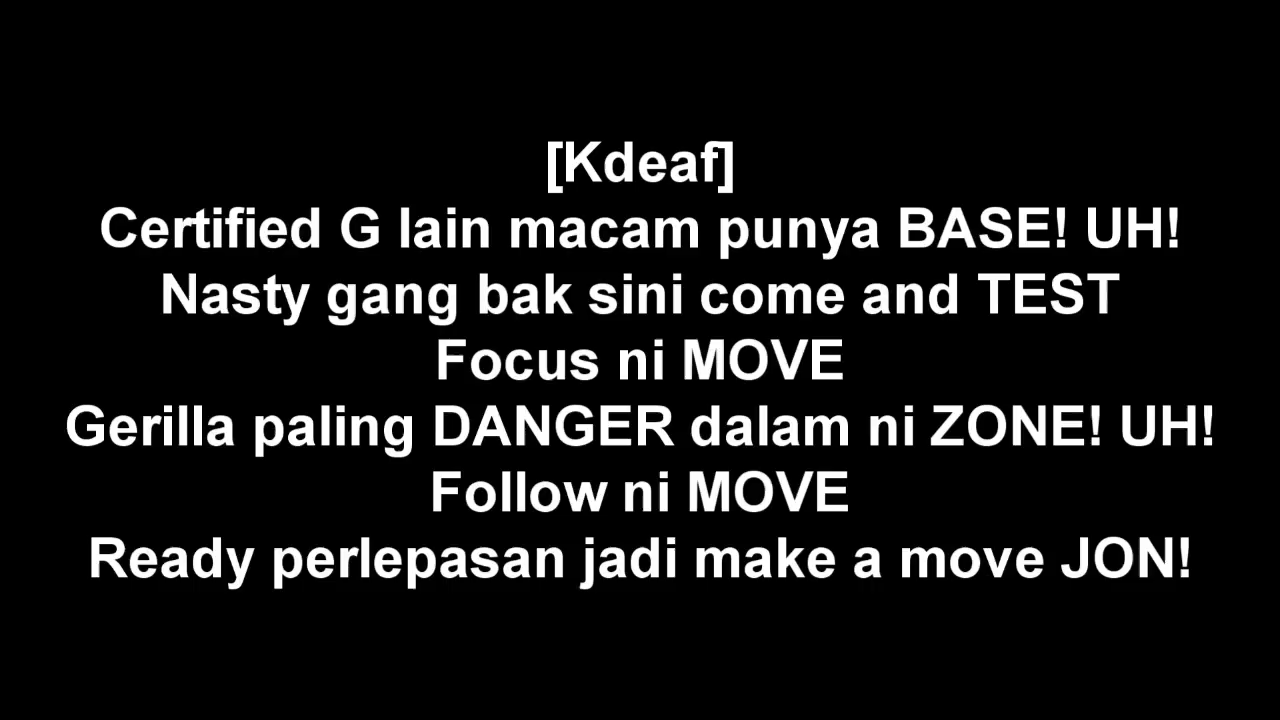 [Kdeaf]
Certified G lain macam punya BASE! UH!
Nasty gang bak sini come and TEST
Focus ni MOVE
Gerilla paling DANGER dalam ni ZONE! UH!
Follow ni MOVE
Ready perlepasan jadi make a move JON!